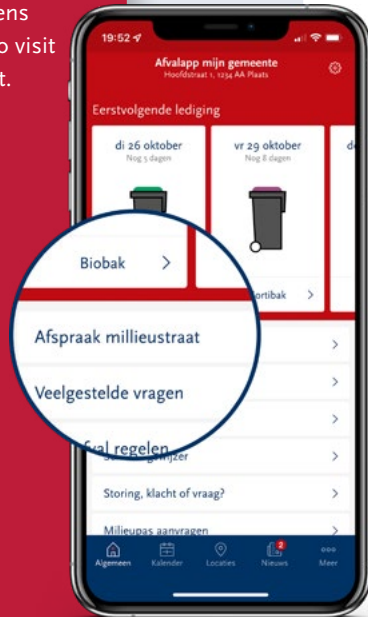 ens
o visit
t.
19:52
Afvalapp mijn gemeente
Hoofdstraat 1, 1234 AA Plaats
Eerstvolgende lediging
di 26 oktober
Nog 5 dagen
vr 29 oktober
Nog 8 dagen
d
Biobak >
ortibak >
Afspraak millieustraat
Veelgestelde vragen
fval regelen
jzer
Storing, klacht of vraag?
Milieupas aanvragen
2
Algemeen
Kalender
Locaties
Nieuws
Meer